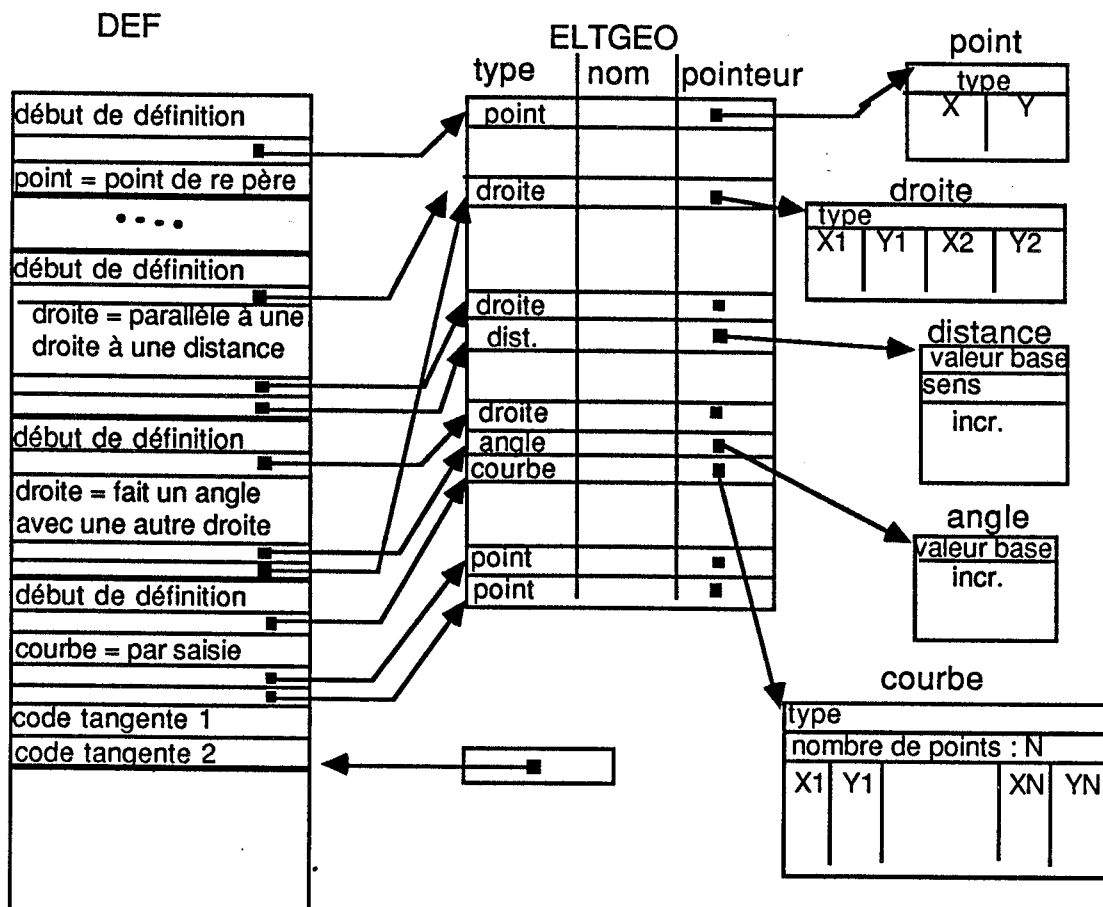 DEF
début de définition
point = point de re père
• • • •
début de définition
droite = parallèle à une
droite à une distance
début de définition
droite = fait un angle
avec une autre droite
début de définition
courbe = par saisie
code tangente 1
code tangente 2
ELTGEO
type nom pointeur
point
droite
droite
dist.
droite
angle
courbe
point
point
point
type
X Y
droite
type
X1 Y1 X2 Y2
distance
valeur base
sens
incr.
angle
valeur base
incr.
courbe
type
nombre de points : N
X1 Y1 XN YN